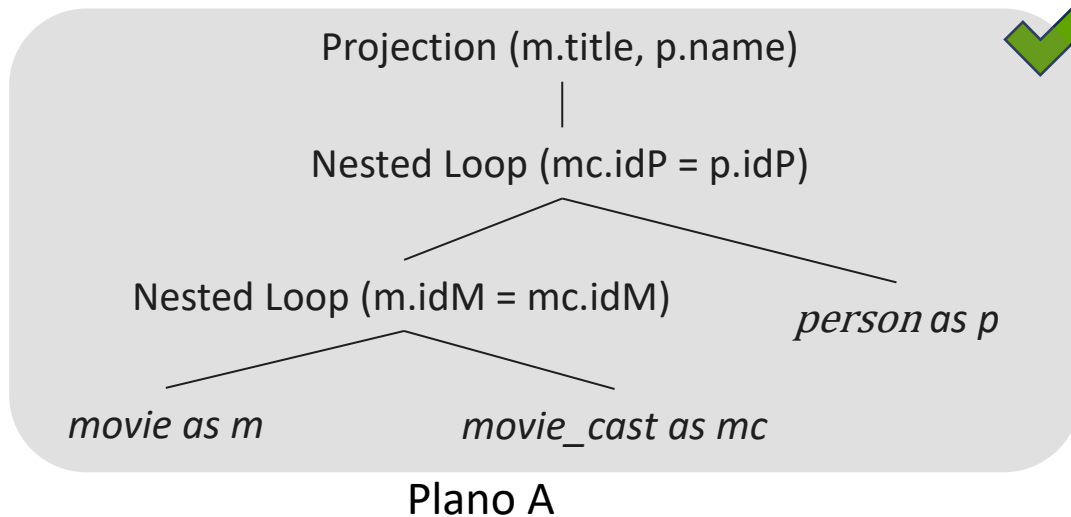 Projection (m.title, p.name)
Nested Loop (mc.idP = p.idP)
Nested Loop (m.idM = mc.idM)
person as p
movie as m
movie_cast as mc
Plano A